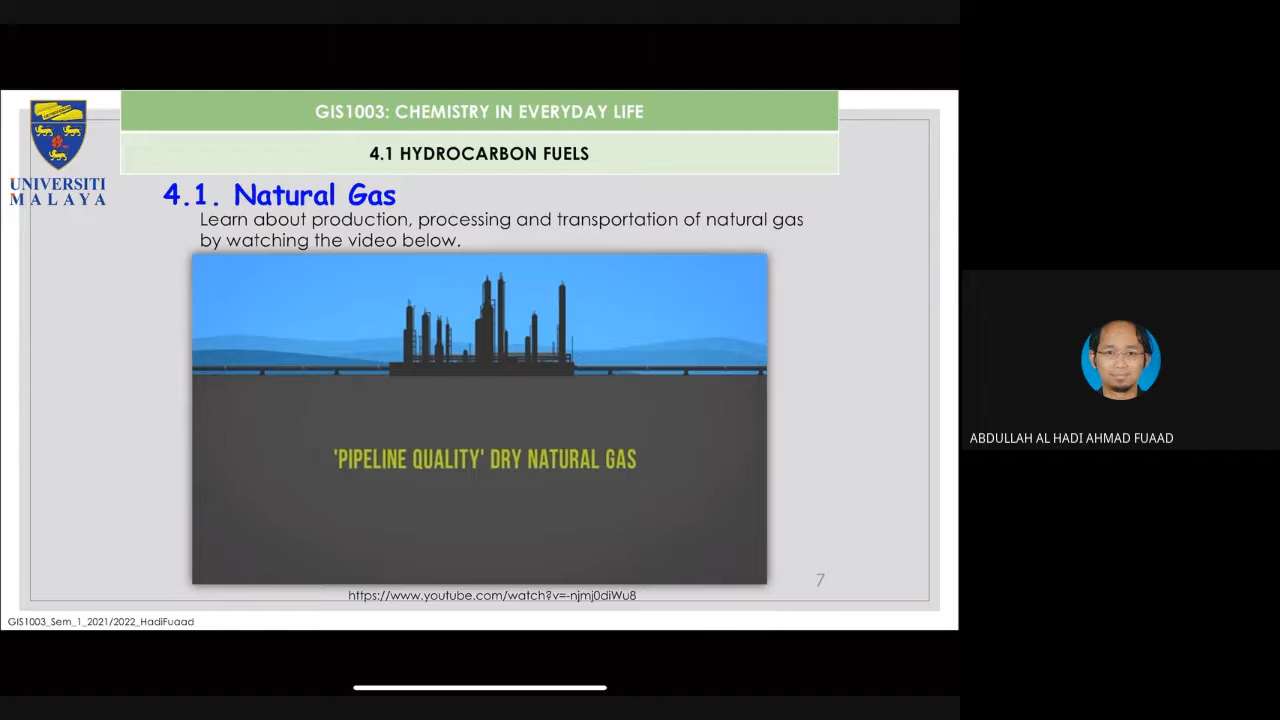 GIS1003: CHEMISTRY IN EVERYDAY LIFE
4.1 HYDROCARBON FUELS
UNIVERSITI
MALAYA
4.1. Natural Gas
Learn about production, processing and transportation of natural gas
by watching the video below.
'PIPELINE QUALITY' DRY NATURAL GAS
7
https://www.youtube.com/watch?v=-njmj0diWu8
GIS1003_Sem_1_2021/2022_HadiFuaad
ABDULLAH AL HADI AHMAD FUAAD